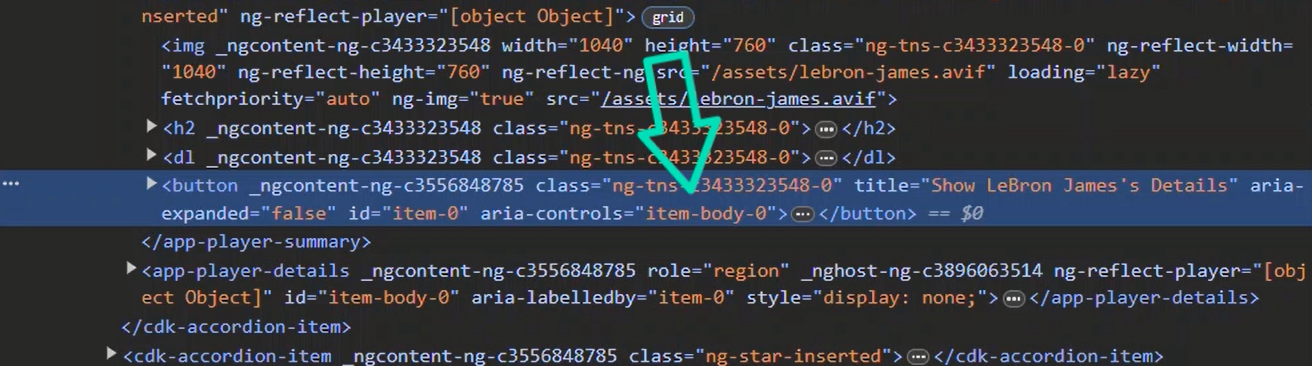 nserted" ng-reflect-player="[object Object]"> grid
<img _ngcontent-ng-c3433323548 width="1040" height="760" class="ng-tns-c3433323548-0" ng-reflect-width=
"1040" ng-reflect-height="760" ng-reflect-ng-src="/assets/lebron-james.avif" loading="lazy"
fetchpriority="auto" ng-img="true" src="/assets/lebron-james.avif">
▶<h2 _ngcontent-ng-c3433323548 class="ng-tns-c3433323548-0">…</h2>
▶<dl _ngcontent-ng-c3433323548 class="ng-tns-c3433323548-0">…</dl>
… ▶<button _ngcontent-ng-c3556848785 class="ng-tns-c3433323548-0" title="Show LeBron James's Details" aria-
expanded="false" id="item-0" aria-controls="item-body-0">…</button> == $0
</app-player-summary>
▶<app-player-details _ngcontent-ng-c3556848785 role="region" _nghost-ng-c3896063514 ng-reflect-player="[obj
ect Object]" id="item-body-0" aria-labelledby="item-0" style="display: none;">…</app-player-details>
</cdk-accordion-item>
▶<cdk-accordion-item _ngcontent-ng-c3556848785 class="ng-star-inserted">…</cdk-accordion-item>